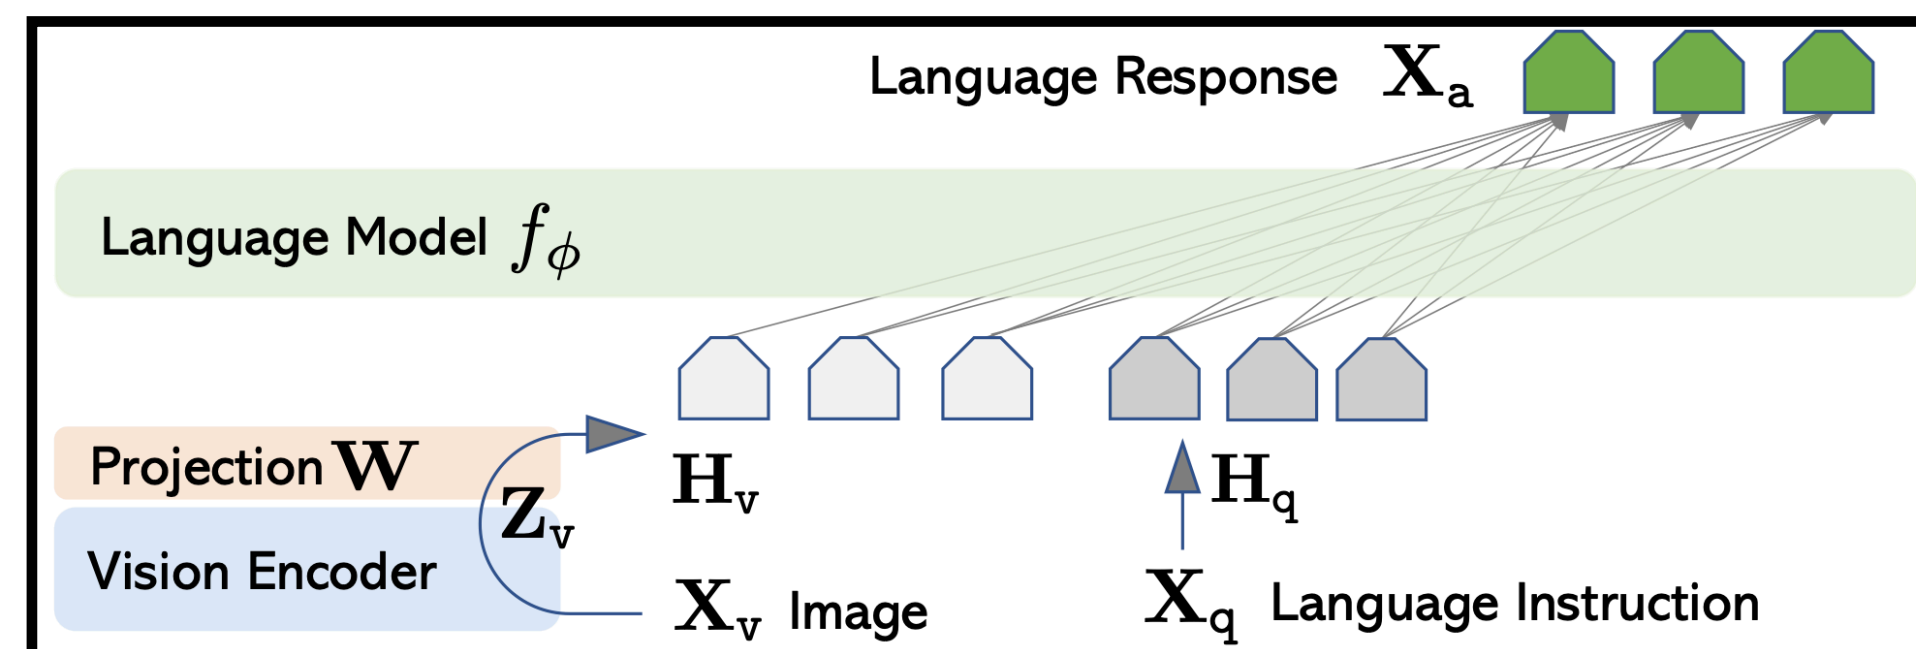 Language Response X_a
Language Model f_ϕ
Projection W
Z_v
H_v
H_q
Vision Encoder
X_v Image
X_q Language Instruction